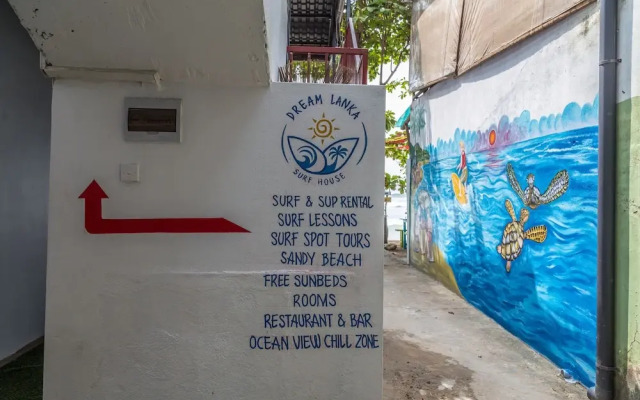 DREAM LANKA
SURF HOUSE
SURF & SUP RENTAL
SURF LESSONS
SURF SPOT TOURS
SANDY BEACH
FREE SUNBEDS
ROOMS
RESTAURANT & BAR
OCEAN VIEW CHILL ZONE